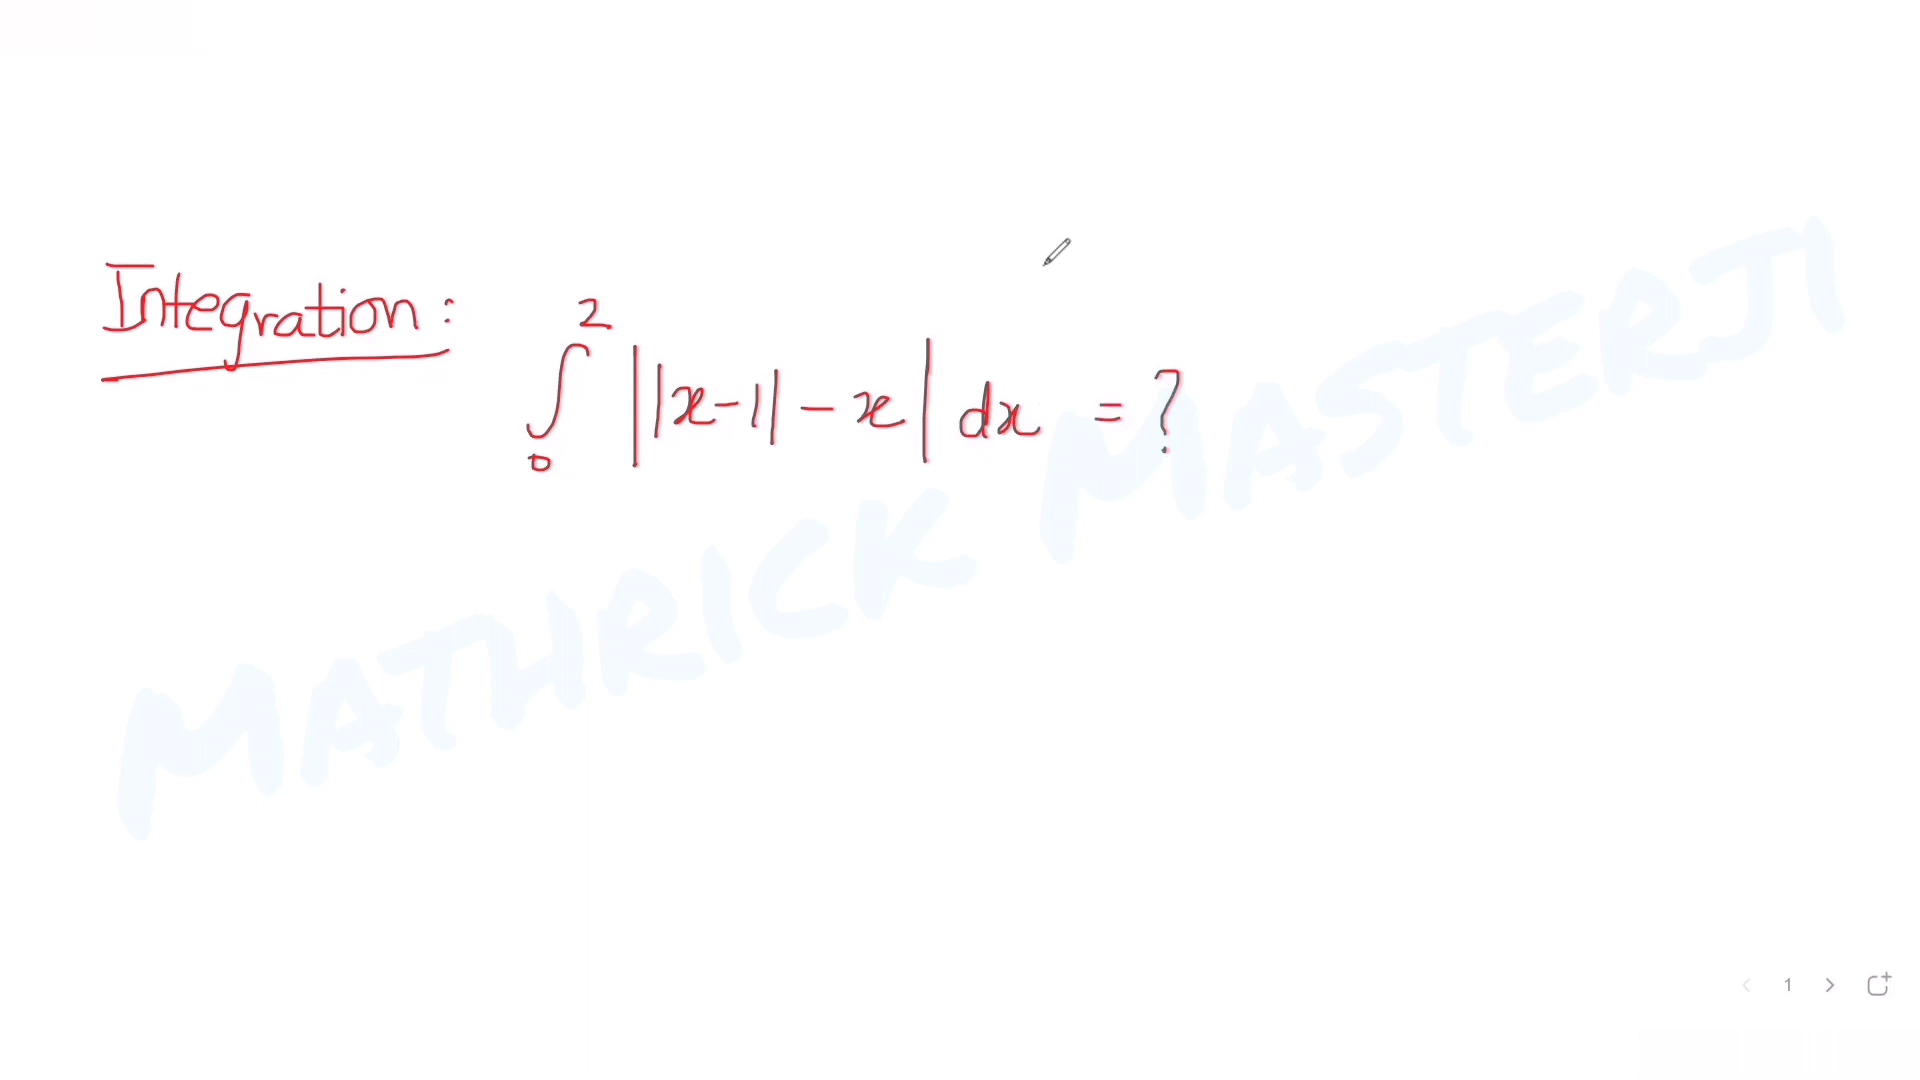 Integration:
∫₀² ||x-1|-x| dx = ?
MATHRICK MASTERJI
1